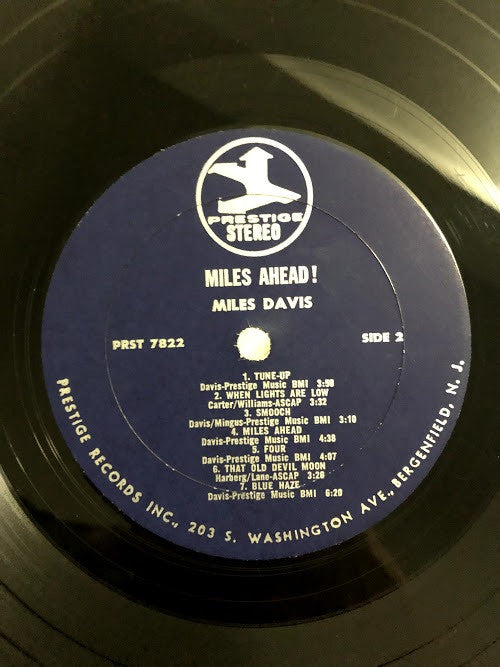 PRESTIGE
STEREO
MILES AHEAD!
MILES DAVIS
PRST 7822
SIDE 2
1. TUNE-UP
Davis-Prestige Music BMI 3:50
2. WHEN LIGHTS ARE LOW
Carter/Williams-ASCAP 3:32
3. SMOOCH
Davis/Mingus-Prestige Music BMI 3:10
4. MILES AHEAD
Davis-Prestige Music BMI 4:38
5. FOUR
Davis-Prestige Music BMI 4:07
6. THAT OLD DEVIL MOON
Harberg/Lane-ASCAP 3:20
7. BLUE HAZE
Davis-Prestige Music BMI 6:20
PRESTIGE RECORDS INC., 203 S. WASHINGTON AVE., BERGENFIELD, N. J.